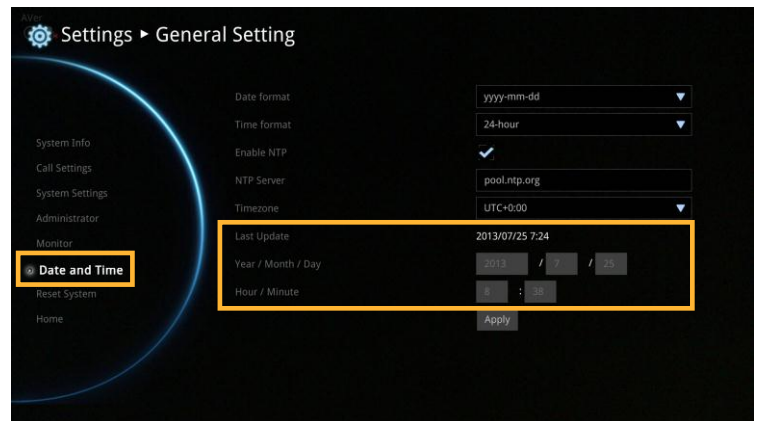 AVer
Settings ▸ General Setting
Date format yyyy-mm-dd
Time format 24-hour
System Info
Enable NTP
Call Settings
NTP Server pool.ntp.org
System Settings
Timezone UTC+0:00
Administrator
Last Update 2013/07/25 7:24
Monitor
Year / Month / Day 2013 / 7 / 25
Date and Time
Hour / Minute 8 : 38
Reset System
Home
Apply